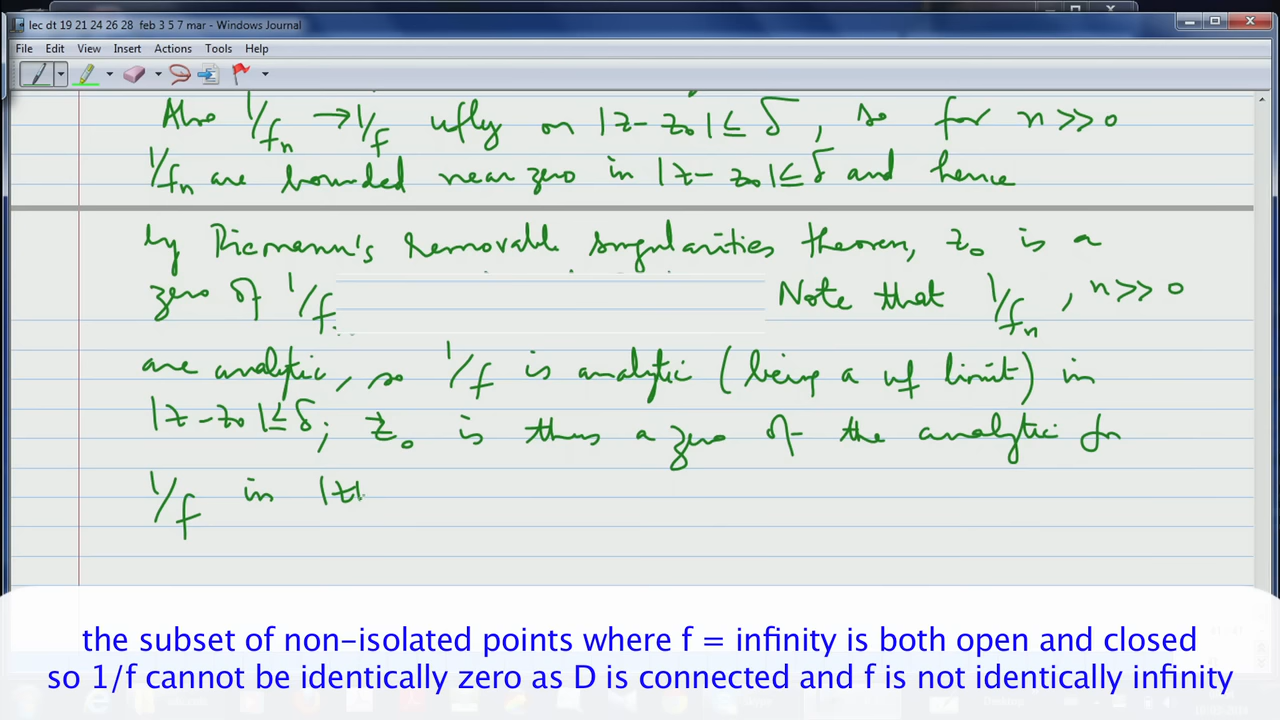 lec dt 19 21 24 26 28 feb 3 5 7 mar - Windows Journal
File Edit View Insert Actions Tools Help
Also 1/fn → 1/f ufly on |z - z0| ≤ δ, so for n >> 0
1/fn are bounded near zero in |z - z0| ≤ δ and hence
by Riemann's removable singularities theorem, z0 is a
zero of 1/f. Note that 1/fn, n >> 0
are analytic, so 1/f is analytic (being a uf limit) in
|z - z0| ≤ δ; z0 is thus a zero of the analytic fn
1/f in |z|
the subset of non-isolated points where f = infinity is both open and closed
so 1/f cannot be identically zero as D is connected and f is not identically infinity